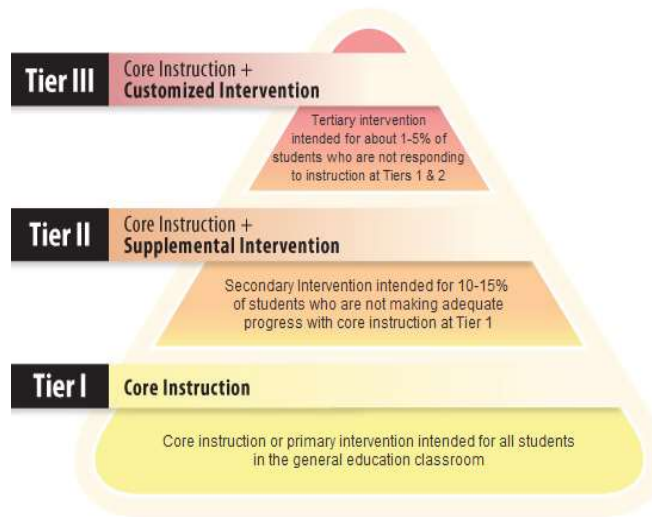 Tier III
Core Instruction +
Customized Intervention
Tertiary intervention
intended for about 1-5% of
students who are not responding
to instruction at Tiers 1 & 2
Tier II
Core Instruction +
Supplemental Intervention
Secondary Intervention intended for 10-15%
of students who are not making adequate
progress with core instruction at Tier 1
Tier I
Core Instruction
Core instruction or primary intervention intended for all students
in the general education classroom